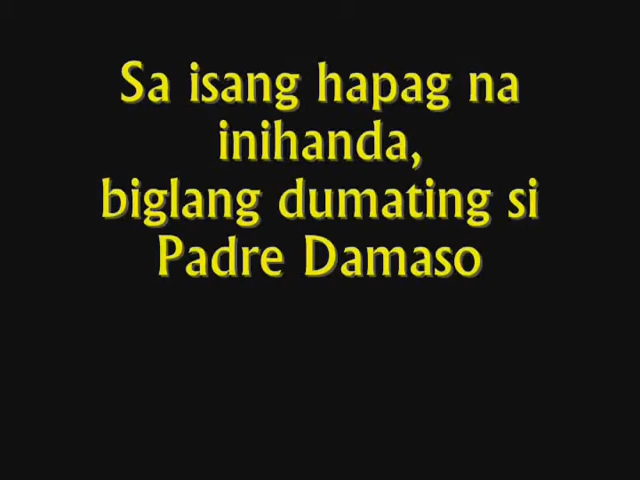 Sa isang hapag na
inihanda,
biglang dumating si
Padre Damaso